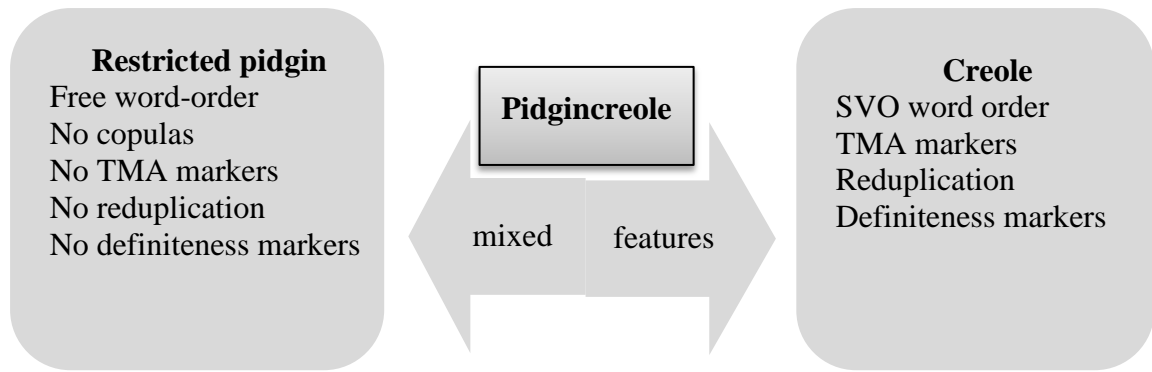 Restricted pidgin
Free word-order
No copulas
No TMA markers
No reduplication
No definiteness markers
Pidgincreole
mixed features
Creole
SVO word order
TMA markers
Reduplication
Definiteness markers